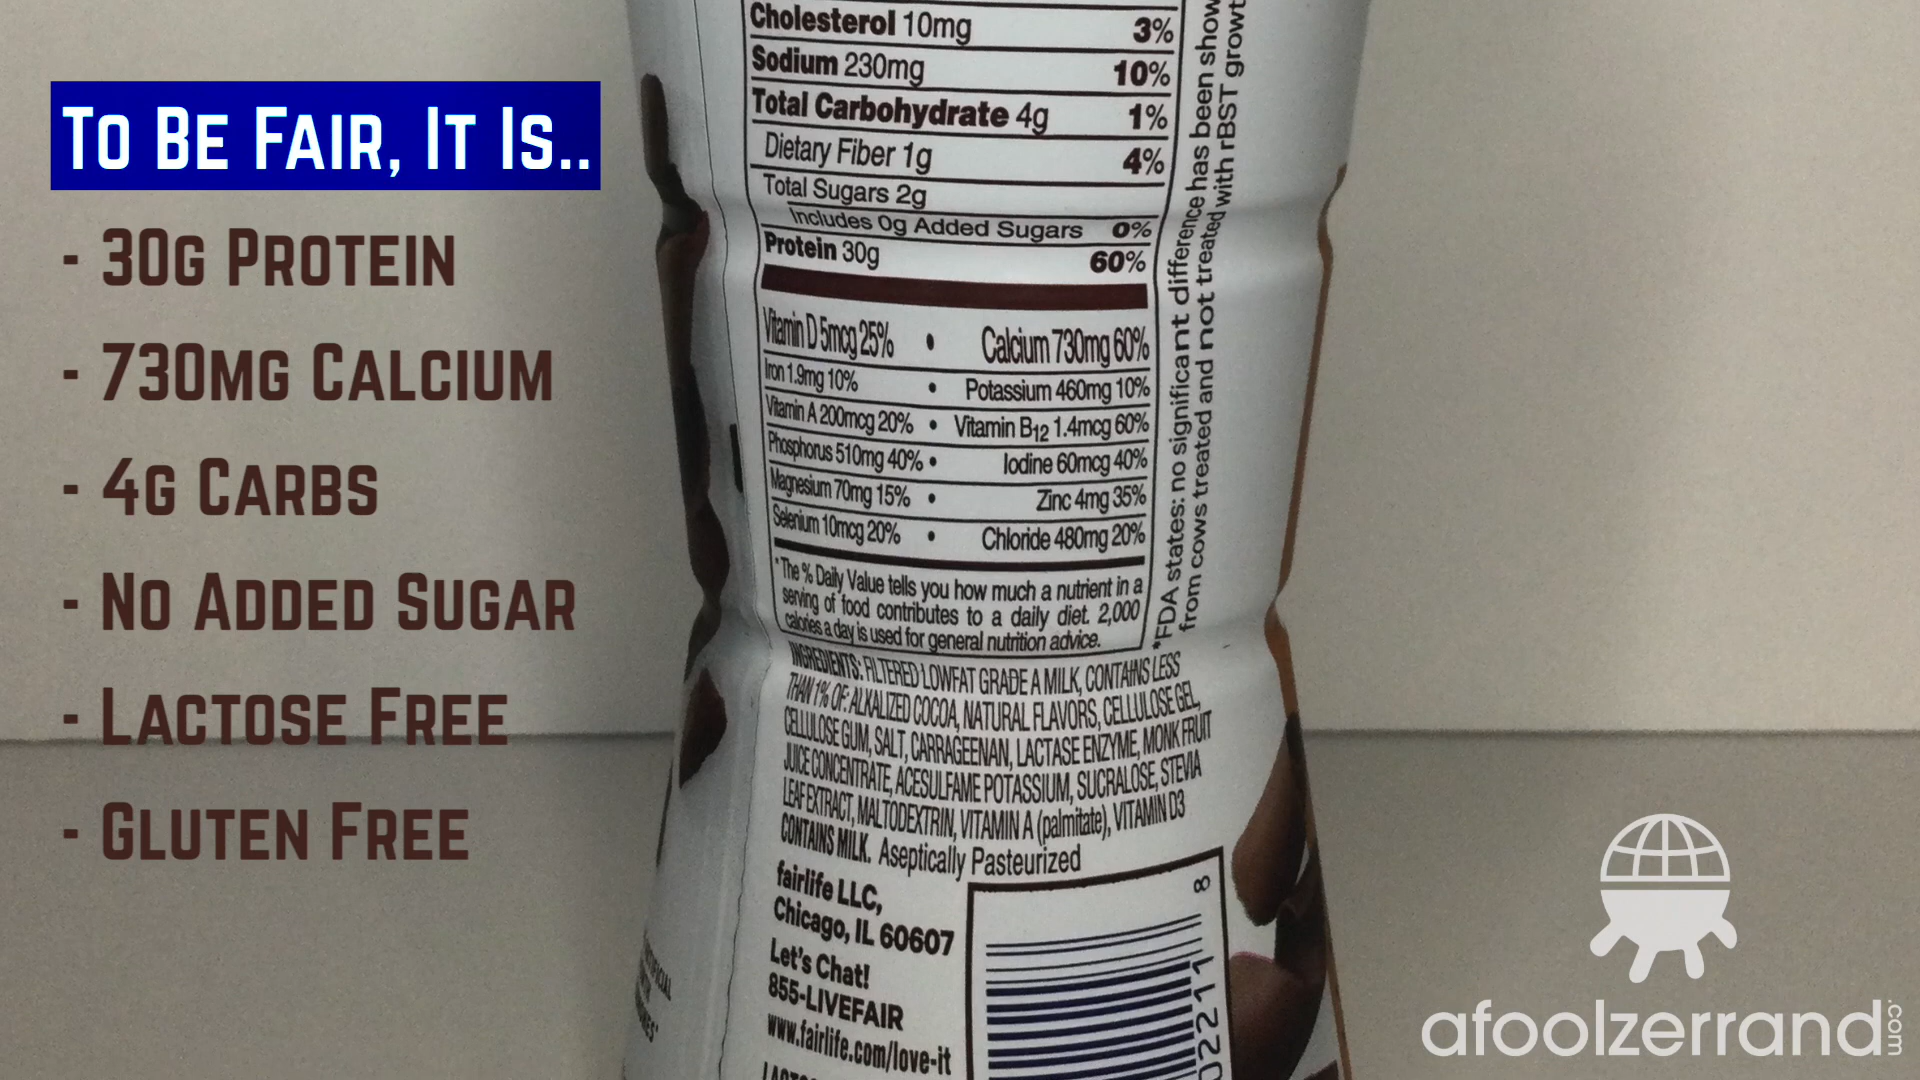 To Be Fair, It Is..
- 30g Protein
- 730mg Calcium
- 4g Carbs
- No Added Sugar
- Lactose Free
- Gluten Free
Cholesterol 10mg 3%
Sodium 230mg 10%
Total Carbohydrate 4g 1%
Dietary Fiber 1g 4%
Total Sugars 2g
Includes 0g Added Sugars 0%
Protein 30g 60%
Vitamin D 5mcg 25% • Calcium 730mg 60%
Iron 1.9mg 10% • Potassium 460mg 10%
Vitamin A 200mcg 20% • Vitamin B12 1.4mcg 60%
Phosphorus 510mg 40% • Iodine 60mcg 40%
Magnesium 70mg 15% • Zinc 4mg 35%
Selenium 10mcg 20% • Chloride 480mg 20%
*The % Daily Value tells you how much a nutrient in a
serving of food contributes to a daily diet. 2,000
calories a day is used for general nutrition advice.
*FDA states: no significant difference has been show
from cows treated and not treated with rBST growt
INGREDIENTS: FILTERED LOWFAT GRADE A MILK, CONTAINS LESS
THAN 1% OF: ALKALIZED COCOA, NATURAL FLAVORS, CELLULOSE GEL,
CELLULOSE GUM, SALT, CARRAGEENAN, LACTASE ENZYME, MONK FRUIT
JUICE CONCENTRATE, ACESULFAME POTASSIUM, SUCRALOSE, STEVIA
LEAF EXTRACT, MALTODEXTRIN, VITAMIN A (palmitate), VITAMIN D3
CONTAINS MILK. Aseptically Pasteurized
fairlife LLC,
Chicago, IL 60607
Let's Chat!
855-LIVEFAIR
www.fairlife.com/love-it
8
02211
afoolzerrand.com